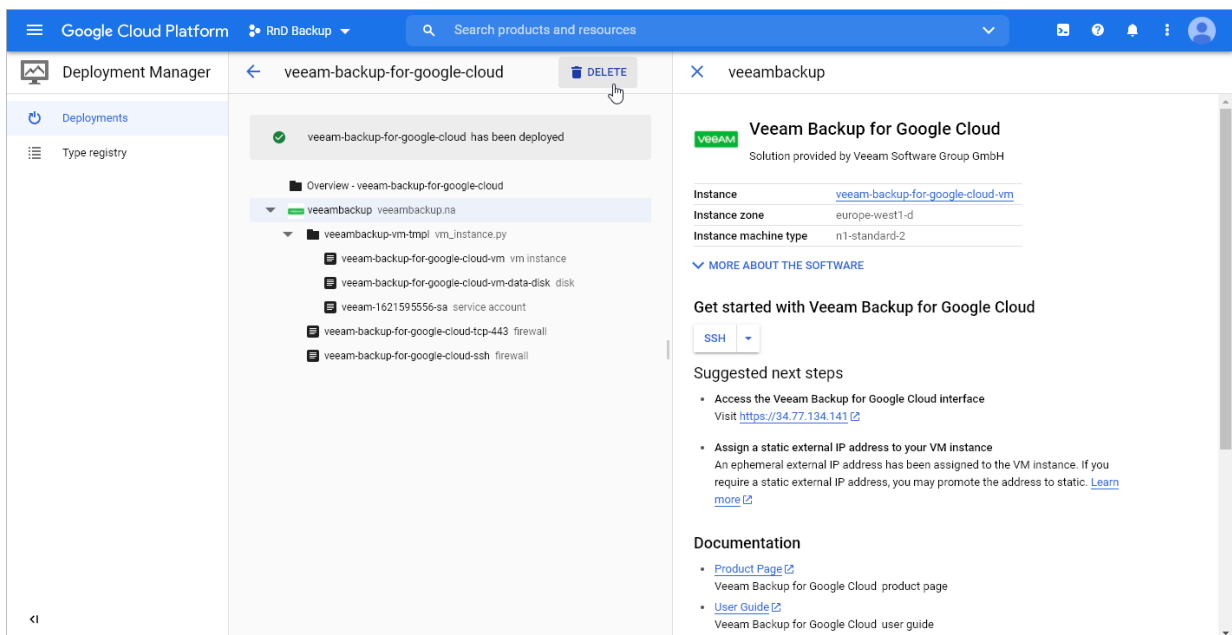 Google Cloud Platform
RnD Backup
Search products and resources
Deployment Manager
Deployments
Type registry
veeam-backup-for-google-cloud
DELETE
veeam-backup-for-google-cloud has been deployed
Overview - veeam-backup-for-google-cloud
veeambackup veeambackup.na
veeambackup-vm-tmpl vm_instance.py
veeam-backup-for-google-cloud-vm vm instance
veeam-backup-for-google-cloud-vm-data-disk disk
veeam-1621595556-sa service account
veeam-backup-for-google-cloud-tcp-443 firewall
veeam-backup-for-google-cloud-ssh firewall
veeambackup
veeAM
Veeam Backup for Google Cloud
Solution provided by Veeam Software Group GmbH
Instance veeam-backup-for-google-cloud-vm
Instance zone europe-west1-d
Instance machine type n1-standard-2
MORE ABOUT THE SOFTWARE
Get started with Veeam Backup for Google Cloud
SSH
Suggested next steps
• Access the Veeam Backup for Google Cloud interface
Visit https://34.77.134.141
• Assign a static external IP address to your VM instance
An ephemeral external IP address has been assigned to the VM instance. If you
require a static external IP address, you may promote the address to static. Learn
more
Documentation
• Product Page
Veeam Backup for Google Cloud product page
• User Guide
Veeam Backup for Google Cloud user guide